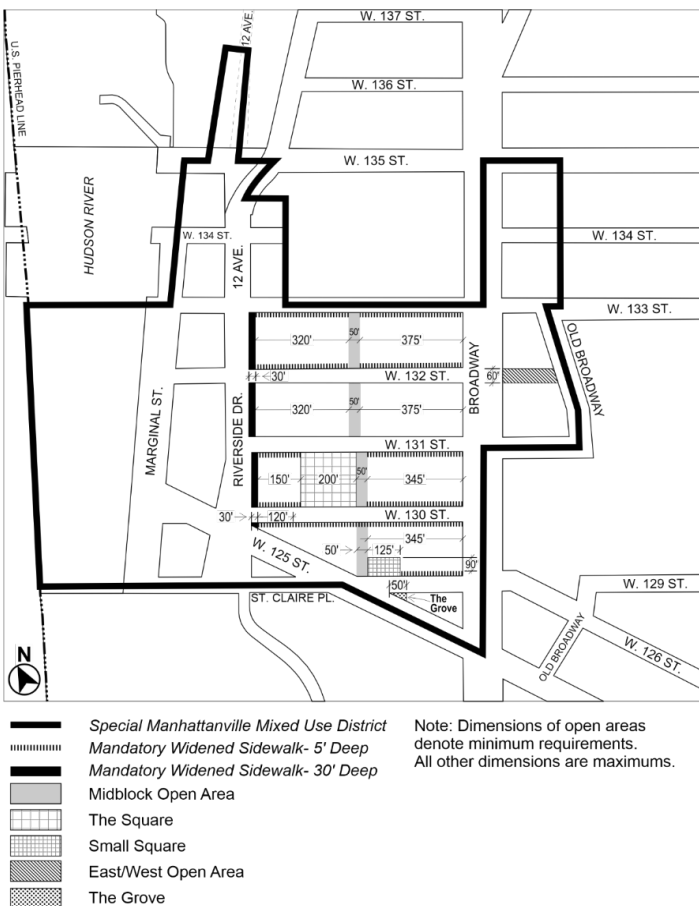 12 AVE.
W. 137 ST.
U.S. PIERHEAD LINE
W. 136 ST.
W. 135 ST.
HUDSON RIVER
W. 134 ST.
W. 134 ST.
12 AVE.
W. 133 ST.
320'
50'
375'
OLD BROADWAY
30'
W. 132 ST.
BROADWAY
60'
MARGINAL ST.
RIVERSIDE DR.
320'
50'
375'
W. 131 ST.
150'
200'
50'
345'
30'
120'
W. 130 ST.
W. 125 ST.
50'
345'
125'
90'
50'
ST. CLAIRE PL.
The
Grove
W. 129 ST.
OLD BROADWAY
W. 126 ST.
N
Special Manhattanville Mixed Use District
Mandatory Widened Sidewalk- 5' Deep
Mandatory Widened Sidewalk- 30' Deep
Midblock Open Area
The Square
Small Square
East/West Open Area
The Grove
Note: Dimensions of open areas
denote minimum requirements.
All other dimensions are maximums.